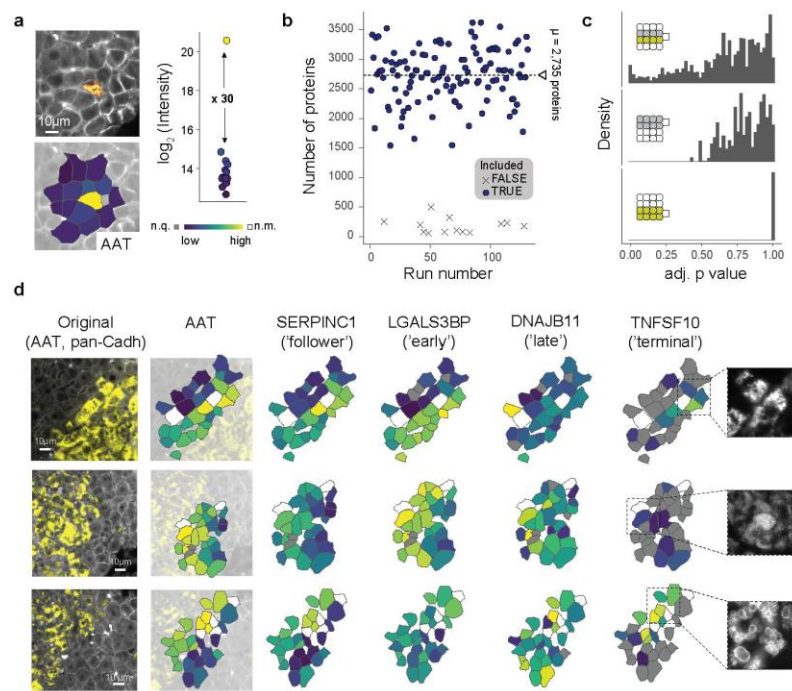 a
10μm
AAT
log₂ (Intensity)
20
18
16
14
x 30
n.q.
n.m.
low
high
b
Number of proteins
3500
3000
2500
2000
1500
1000
500
0
0
50
100
Run number
μ = 2,735 proteins
Included
FALSE
TRUE
c
Density
0.00
0.25
0.50
0.75
1.00
adj. p value
d
Original
(AAT, pan-Cadh)
AAT
SERPINC1
('follower')
LGALS3BP
('early')
DNAJB11
('late')
TNFSF10
('terminal')
10μm
10μm
10μm